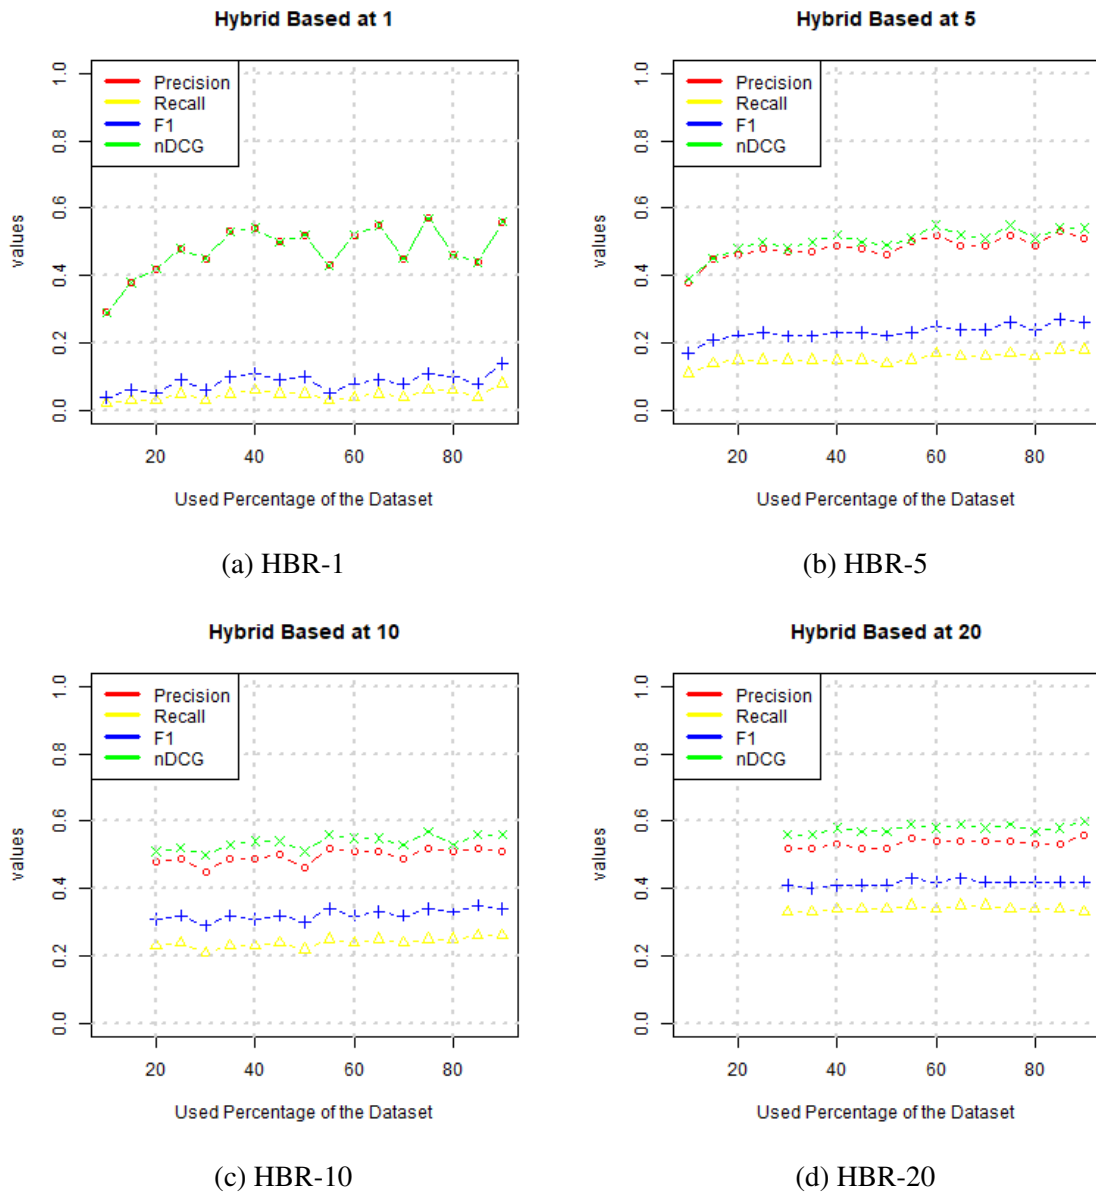 Hybrid Based at 1
1.0
0.8
0.6
0.4
0.2
0.0
values
Precision
Recall
F1
nDCG
20 40 60 80
Used Percentage of the Dataset
(a) HBR-1
Hybrid Based at 5
1.0
0.8
0.6
0.4
0.2
0.0
values
Precision
Recall
F1
nDCG
20 40 60 80
Used Percentage of the Dataset
(b) HBR-5
Hybrid Based at 10
1.0
0.8
0.6
0.4
0.2
0.0
values
Precision
Recall
F1
nDCG
20 40 60 80
Used Percentage of the Dataset
(c) HBR-10
Hybrid Based at 20
1.0
0.8
0.6
0.4
0.2
0.0
values
Precision
Recall
F1
nDCG
20 40 60 80
Used Percentage of the Dataset
(d) HBR-20